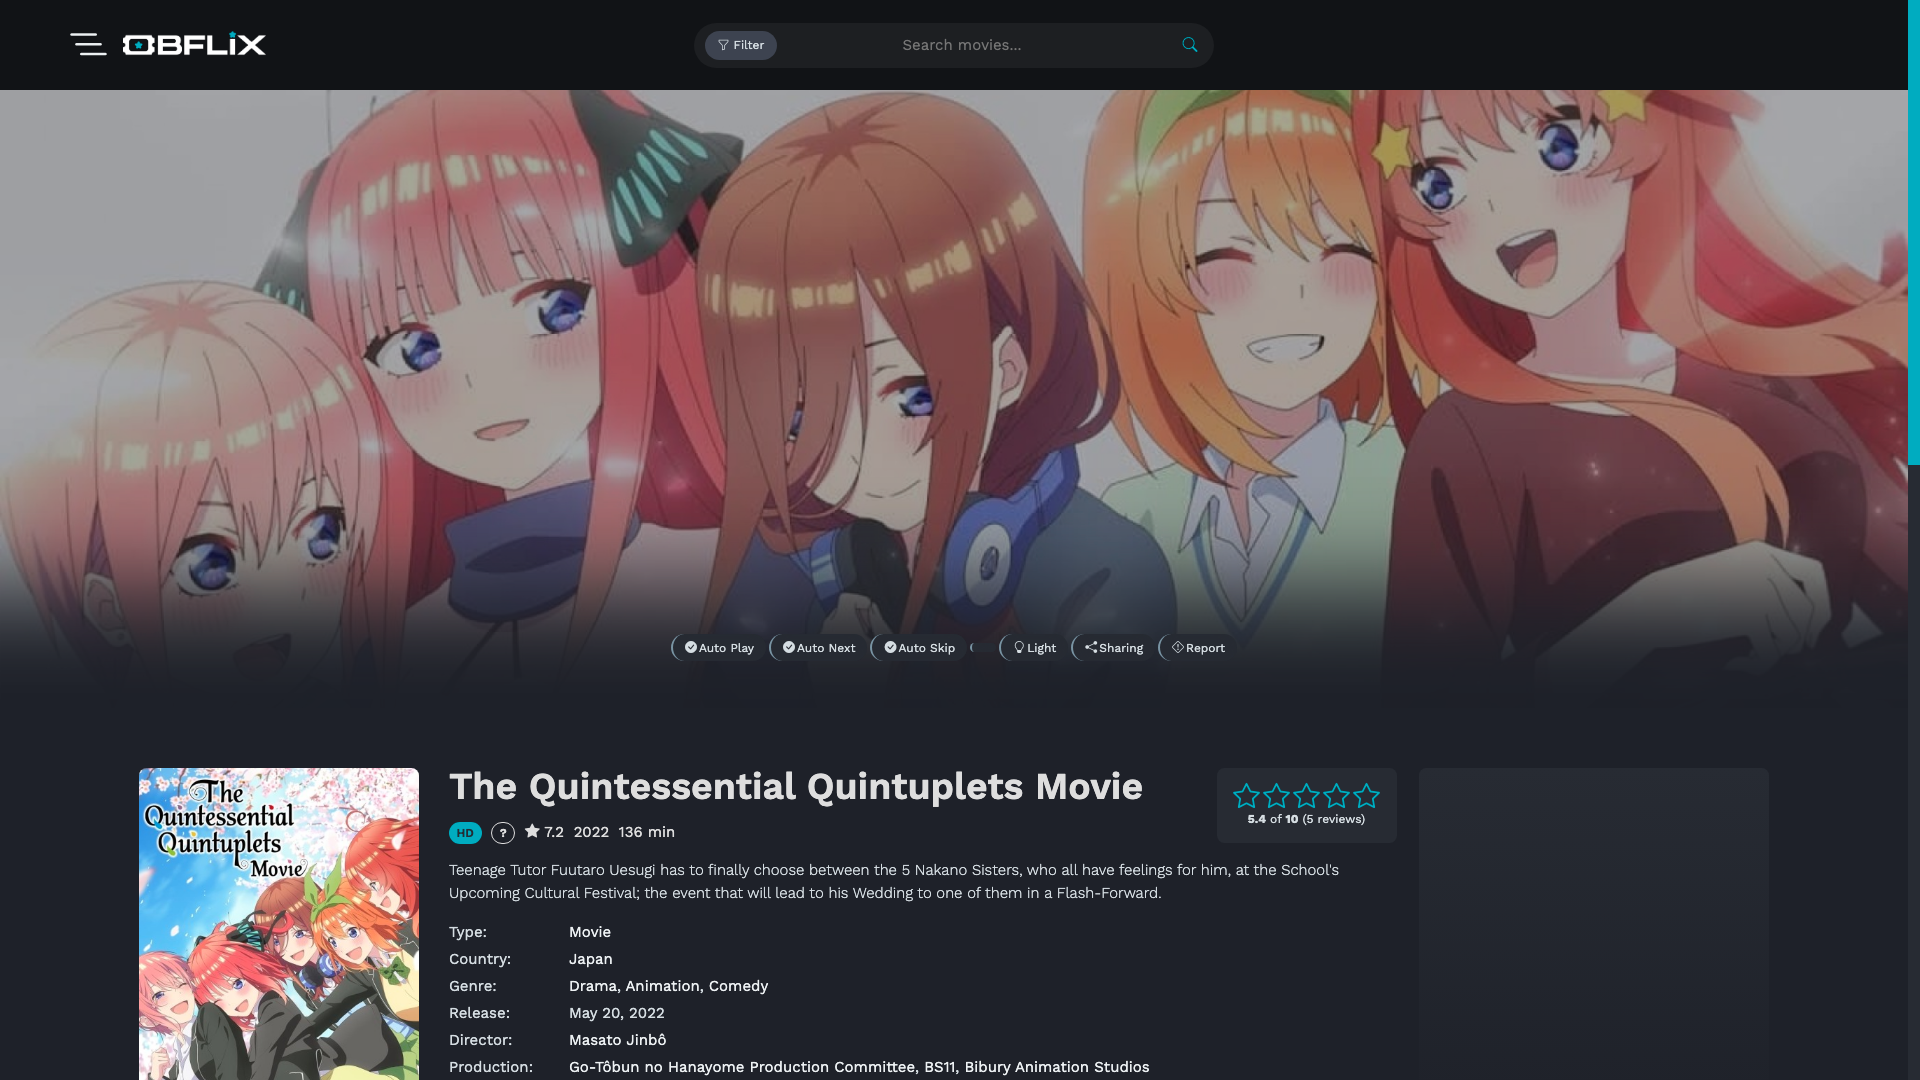 OBFLiX
Filter
Search movies...
Auto Play
Auto Next
Auto Skip
Light
Sharing
Report
The
Quintessential
Quintuplets
Movie
The Quintessential Quintuplets Movie
HD ? 7.2 2022 136 min
5.4 of 10 (5 reviews)
Teenage Tutor Fuutaro Uesugi has to finally choose between the 5 Nakano Sisters, who all have feelings for him, at the School's
Upcoming Cultural Festival; the event that will lead to his Wedding to one of them in a Flash-Forward.
Type: Movie
Country: Japan
Genre: Drama, Animation, Comedy
Release: May 20, 2022
Director: Masato Jinbô
Production: Go-Tôbun no Hanayome Production Committee, BS11, Bibury Animation Studios